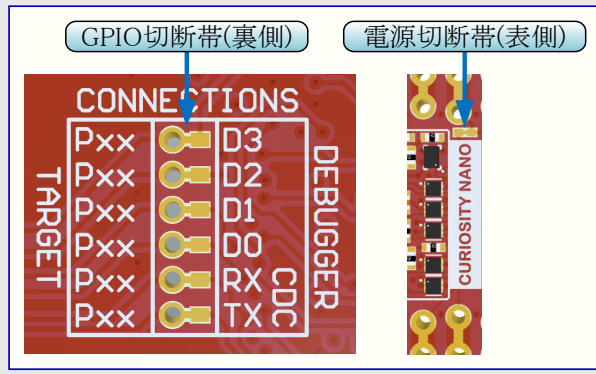 GPIO切断帯(裏側)
電源切断帯(表側)
CONNECTIONS
TARGET
DEBUGGER
Pxx D3
Pxx D2
Pxx D1
Pxx D0
Pxx RX
Pxx TX
CDC
CURIOSITY NANO